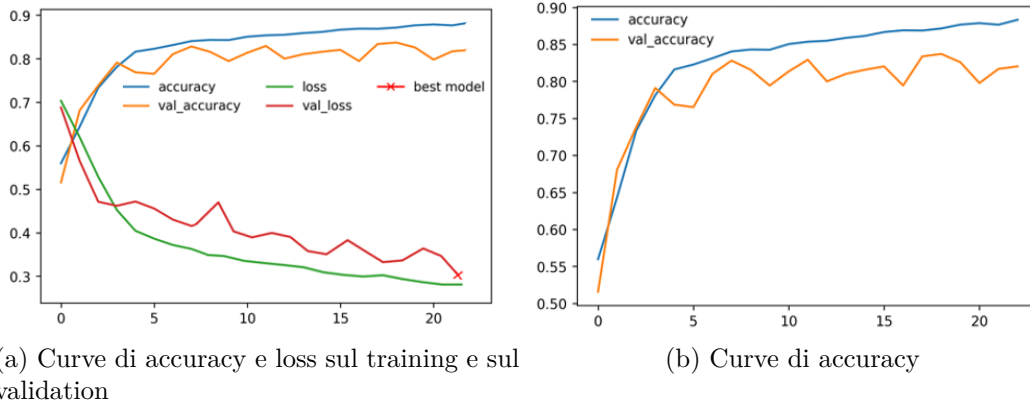 0.9
0.8
0.7
0.6
0.5
0.4
0.3
accuracy
val_accuracy
loss
val_loss
best model
0
5
10
15
20
(a) Curve di accuracy e loss sul training e sul
validation
0.90
0.85
0.80
0.75
0.70
0.65
0.60
0.55
0.50
accuracy
val_accuracy
0
5
10
15
20
(b) Curve di accuracy